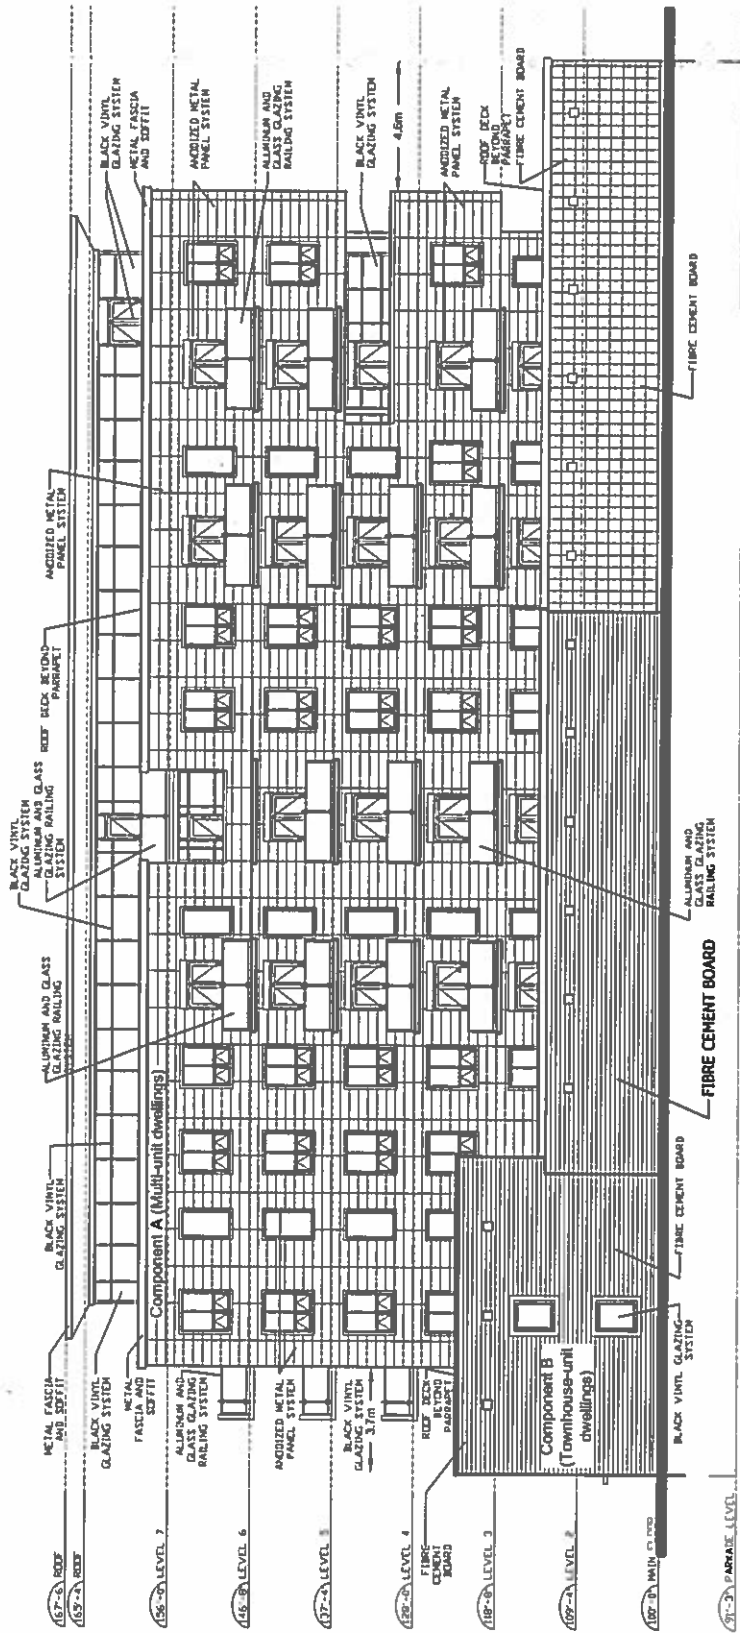 167'-6" ROOF
165'-4" ROOF
156'-0" LEVEL 7
146'-8" LEVEL 6
137'-4" LEVEL 5
128'-0" LEVEL 4
118'-8" LEVEL 3
109'-4" LEVEL 2
100'-0" MAIN FLOOR
PARKADE LEVEL
METAL FASCIA
AND SOFFIT
BLACK VINYL
GLAZING SYSTEM
METAL
FASCIA AND
SOFFIT
ALUMINUM AND
GLASS GLAZING
RAILING SYSTEM
ANODIZED METAL
PANEL SYSTEM
BLACK VINYL
GLAZING SYSTEM
3.7m
ROOF DECK
BEYOND
PARRAPET
FIBRE
CEMENT
BOARD
BLACK VINYL
GLAZING SYSTEM
ALUMINUM AND GLASS
GLAZING RAILING
SYSTEM
BLACK VINYL
GLAZING SYSTEM
ALUMINUM AND GLASS
GLAZING RAILING
SYSTEM
ROOF DECK BEYOND
PARRAPET
ANODIZED METAL
PANEL SYSTEM
BLACK VINYL
GLAZING SYSTEM
METAL FASCIA
AND SOFFIT
ANODIZED METAL
PANEL SYSTEM
ALUMINUM AND
GLASS GLAZING
RAILING SYSTEM
BLACK VINYL
GLAZING SYSTEM
4.6m
ANODIZED METAL
PANEL SYSTEM
ROOF DECK
BEYOND
PARRAPET
FIBRE CEMENT BOARD
Component A (Multi-unit dwellings)
Component B
(Townhouse-unit
dwellings)
BLACK VINYL GLAZING
SYSTEM
FIBRE CEMENT BOARD
FIBRE CEMENT BOARD
ALUMINUM AND
GLASS GLAZING
RAILING SYSTEM
FIBRE CEMENT BOARD